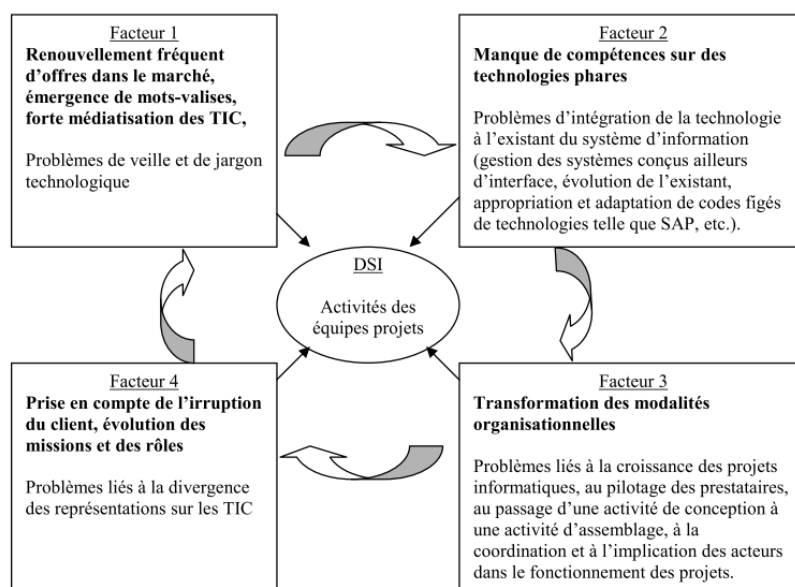 Facteur 1
Renouvellement fréquent
d’offres dans le marché,
émergence de mots-valises,
forte médiatisation des TIC,
Problèmes de veille et de jargon
technologique
Facteur 2
Manque de compétences sur des
technologies phares
Problèmes d’intégration de la technologie
à l’existant du système d’information
(gestion des systèmes conçus ailleurs
d’interface, évolution de l’existant,
appropriation et adaptation de codes figés
de technologies telle que SAP, etc.).
DSI
Activités des
équipes projets
Facteur 4
Prise en compte de l’irruption
du client, évolution des
missions et des rôles
Problèmes liés à la divergence
des représentations sur les TIC
Facteur 3
Transformation des modalités
organisationnelles
Problèmes liés à la croissance des projets
informatiques, au pilotage des prestataires,
au passage d’une activité de conception à
une activité d’assemblage, à la
coordination et à l’implication des acteurs
dans le fonctionnement des projets.